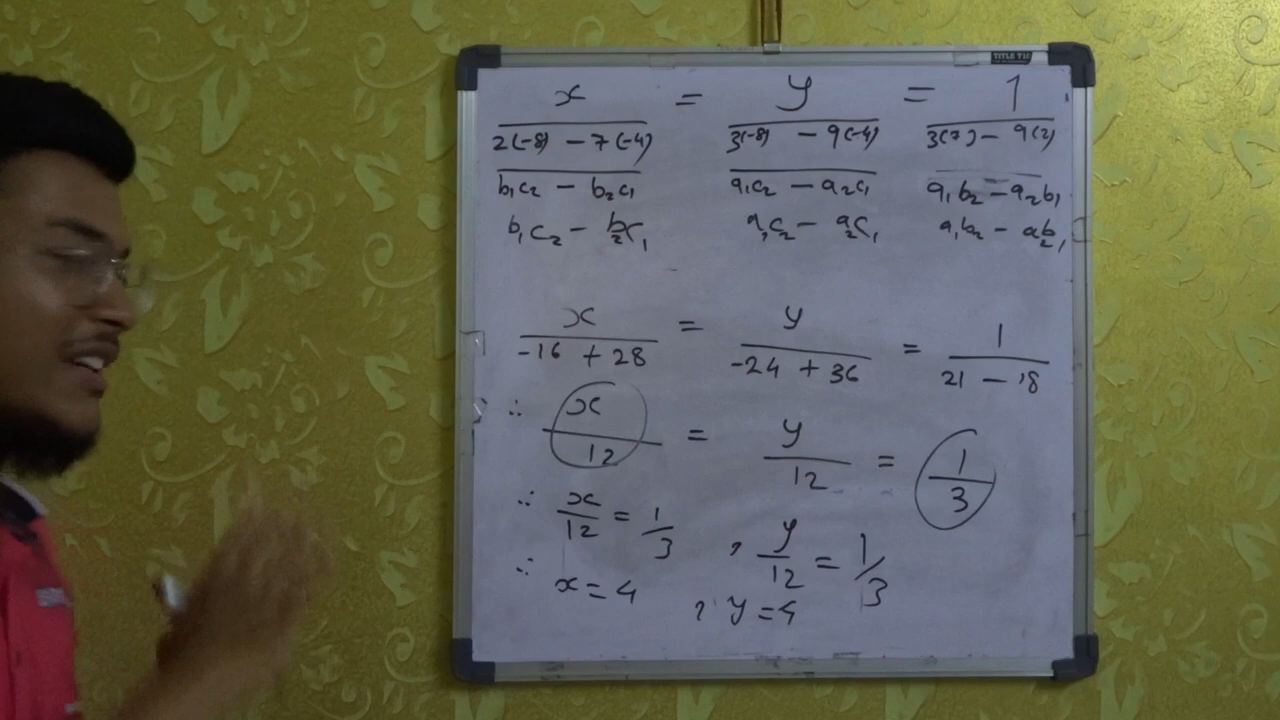 TITLE T10
x = y = 1
2(-8) - 7(-4) 3(-8) - 9(-4) 3(7) - 9(2)
b₁c₂ - b₂c₁ a₁c₂ - a₂c₁ a₁b₂ - a₂b₁
b₁c₂ - b₂c₁ a₁c₂ - a₂c₁ a₁b₂ - a₂b₁
x = y = 1
-16 + 28 -24 + 36 21 - 18
∴ x = y = 1
12 12 3
∴ x/12 = 1/3 , y/12 = 1/3
∴ x = 4 , y = 4